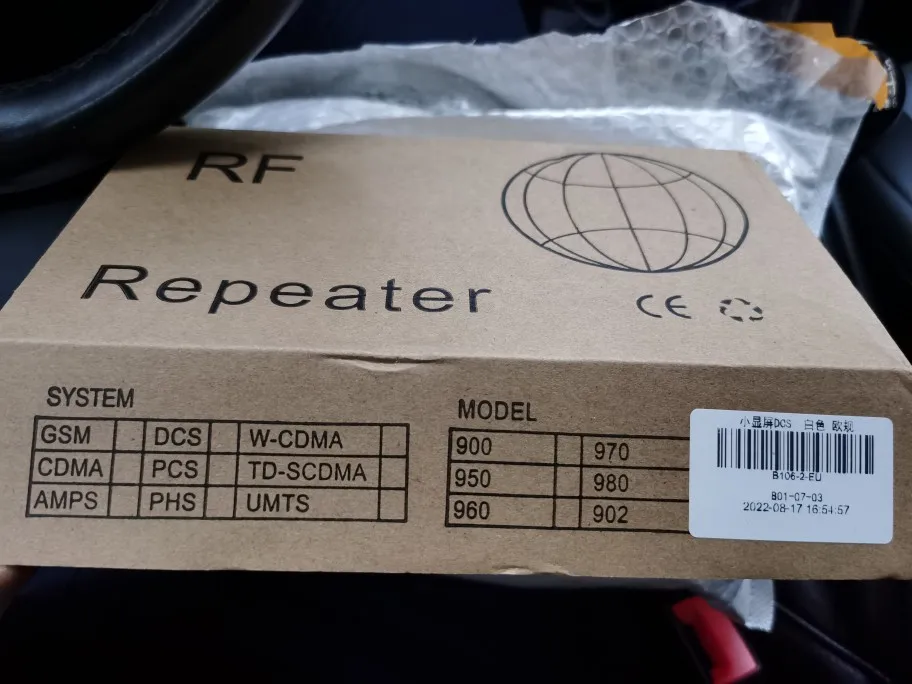 RF
Repeater
CE
SYSTEM
GSM DCS W-CDMA
CDMA PCS TD-SCDMA
AMPS PHS UMTS
MODEL
900 970
950 980
960 902
小显屏DCS 白色 欧规
B106-2-EU
B01-07-03
2022-08-17 16:54:57